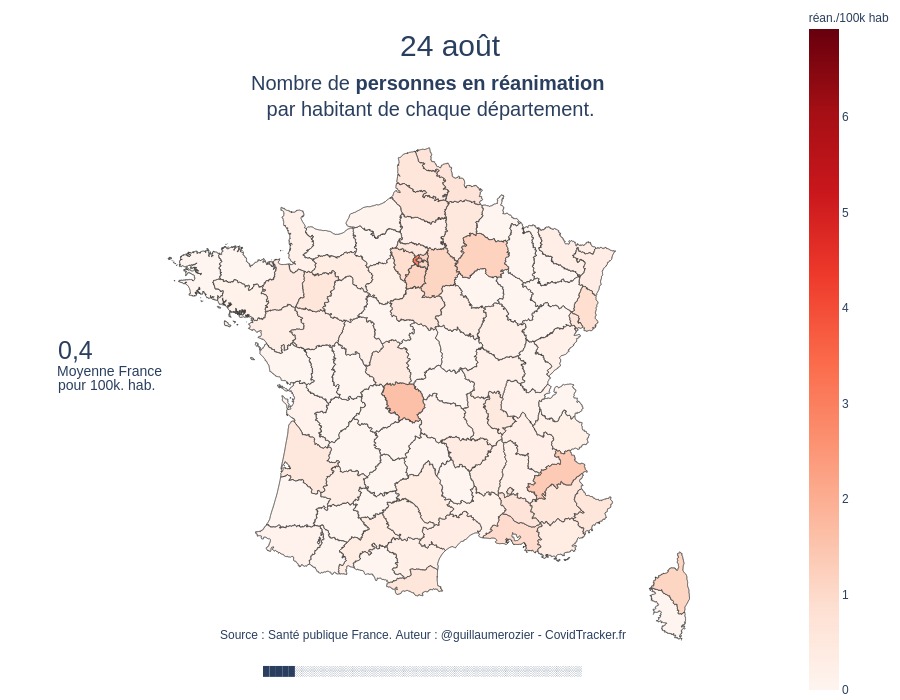 réan./100k hab
24 août
Nombre de personnes en réanimation
par habitant de chaque département.
6
5
4
3
2
1
0
0,4
Moyenne France
pour 100k. hab.
Source : Santé publique France. Auteur : @guillaumerozier - CovidTracker.fr